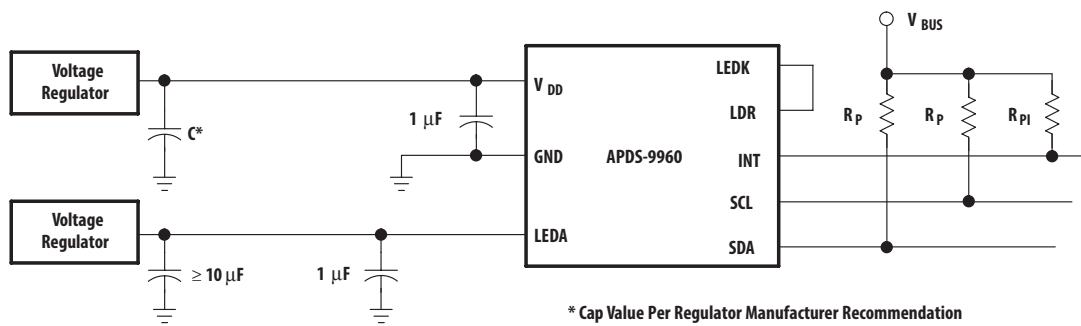 Voltage
Regulator
C*
1 μF
V DD
GND
LEDA
APDS-9960
LEDK
LDR
INT
SCL
SDA
V BUS
R P
R P
R PI
Voltage
Regulator
≥ 10 μF
1 μF
* Cap Value Per Regulator Manufacturer Recommendation